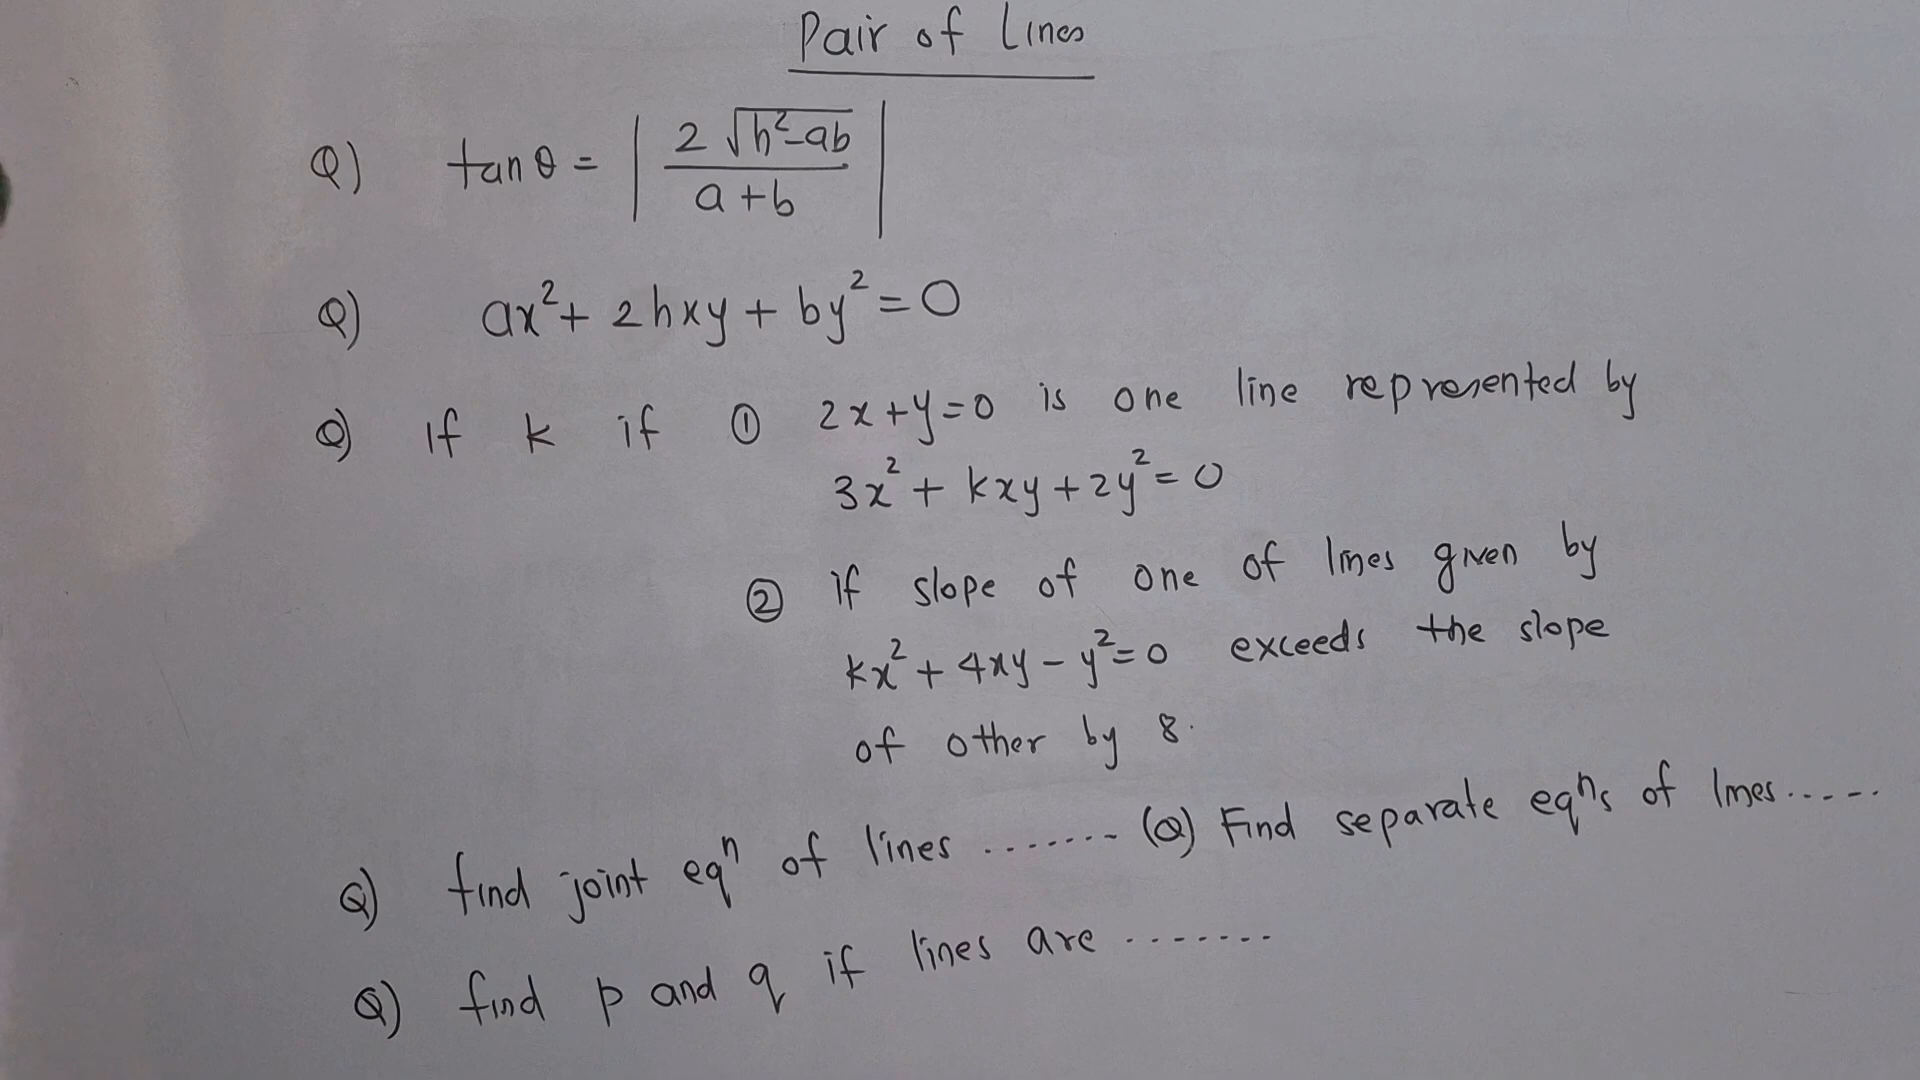 Pair of Lines
Q) tan θ = | 2 √h²-ab / a+b |
Q) ax² + 2hxy + by² = 0
Q) If k if ① 2x+y=0 is one line represented by
3x² + kxy + 2y² = 0
② if slope of one of lines given by
kx² + 4xy - y² = 0 exceeds the slope
of other by 8.
Q) find joint eqⁿ of lines ....... (Q) Find separate eqⁿs of lines .....
Q) find p and q if lines are .......